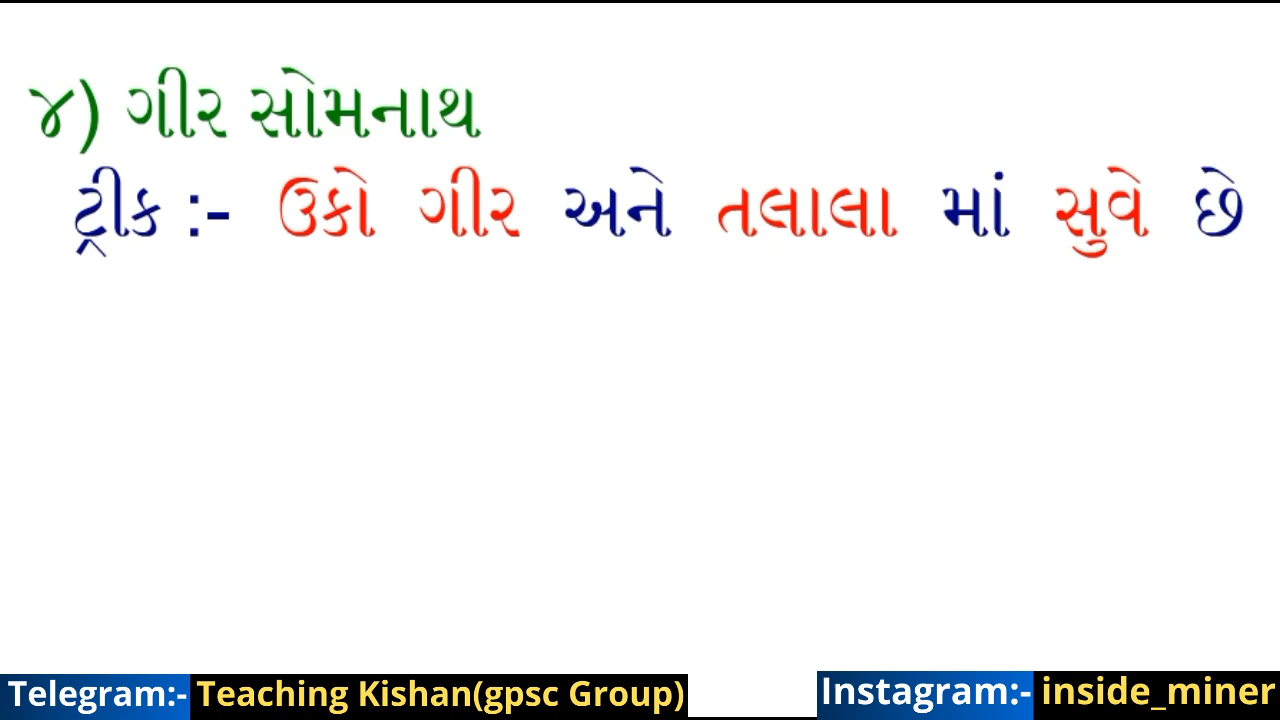 ૪) ગીર સોમનાથ
ટ્રીક :- ઉકો ગીર અને તલાલા માં સુવે છે
Telegram:- Teaching Kishan(gpsc Group)
Instagram:- inside_miner